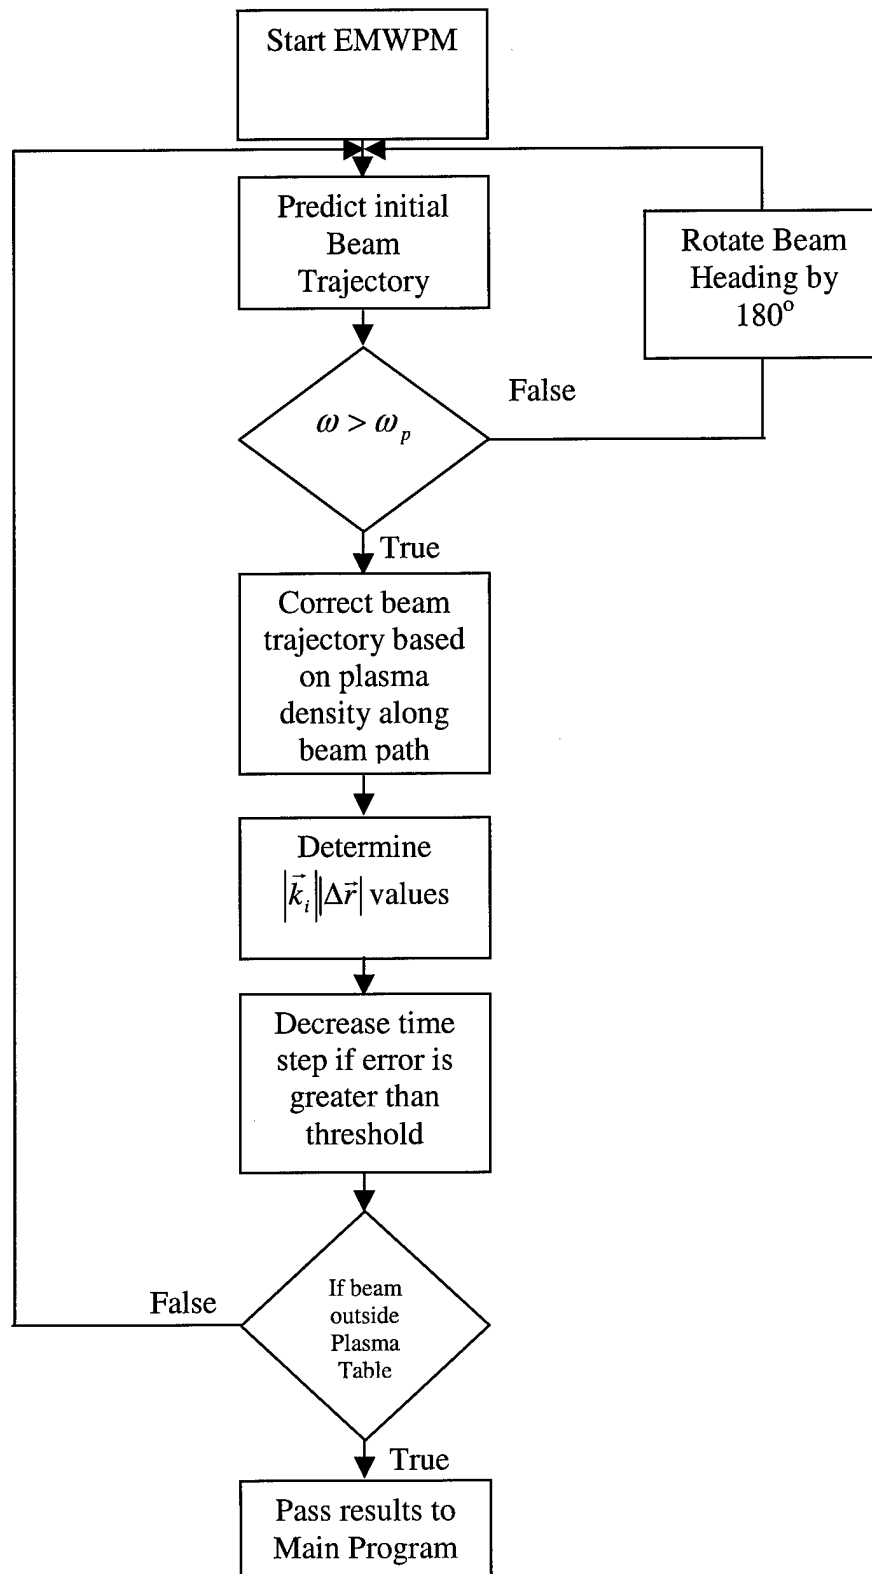 Start EMWPM
Predict initial
Beam
Trajectory
Rotate Beam
Heading by
180°
ω > ωₚ
False
True
Correct beam
trajectory based
on plasma
density along
beam path
Determine
|k⃗ᵢ||Δr⃗| values
Decrease time
step if error is
greater than
threshold
If beam
outside
Plasma
Table
False
True
Pass results to
Main Program